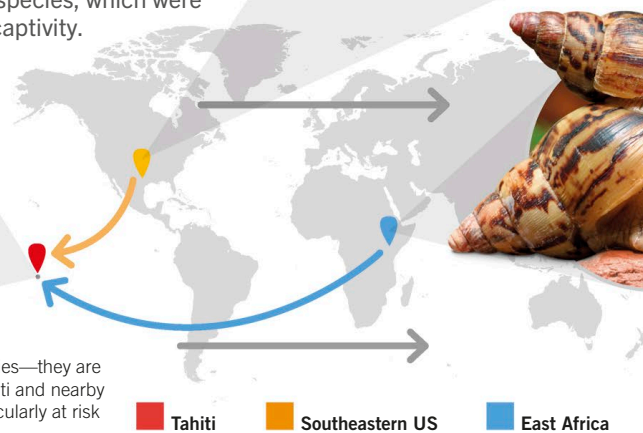 species, which were
captivity.
es—they are
ti and nearby
cularly at risk
Tahiti
Southeastern US
East Africa